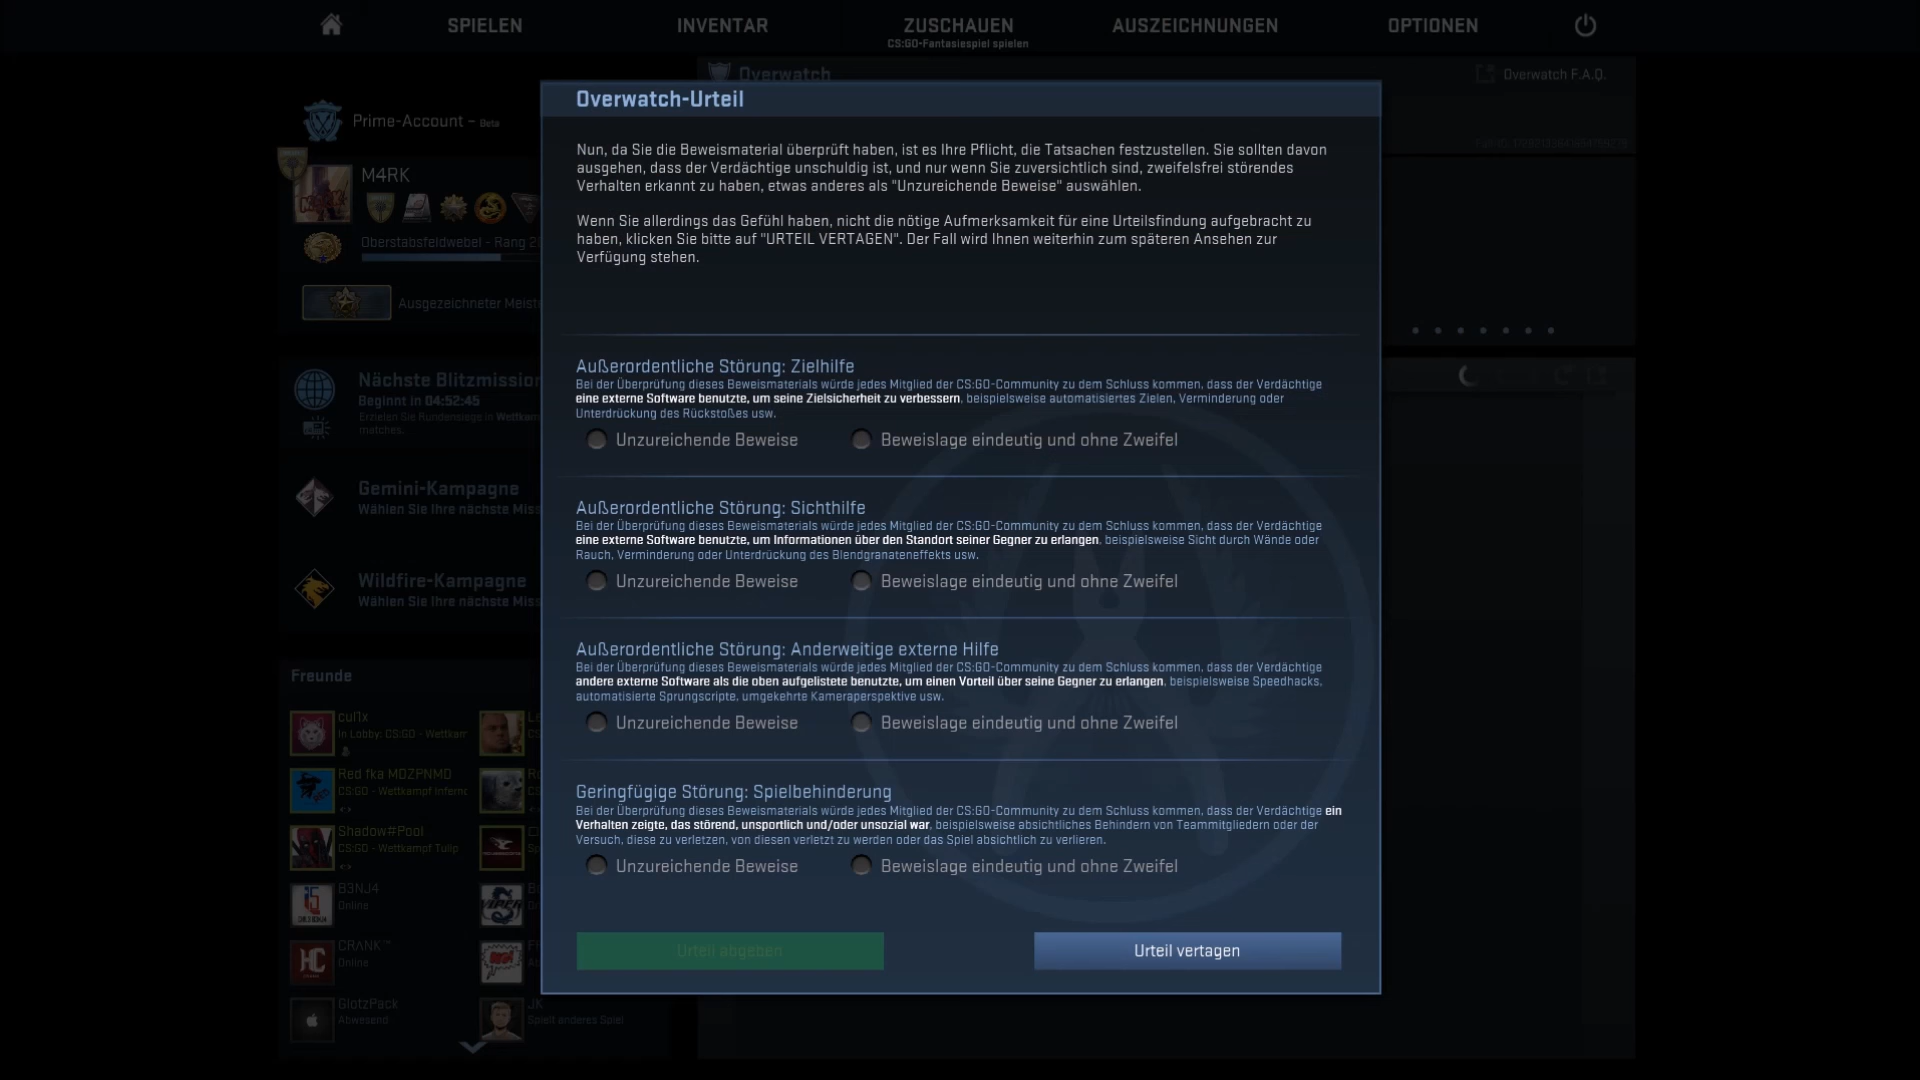 SPIELEN
INVENTAR
ZUSCHAUEN
CS:GO-Fantasiespiel spielen
AUSZEICHNUNGEN
OPTIONEN
Overwatch
Overwatch F.A.Q.
Prime-Account - Beta
M4RK
Oberstabsfeldwebel - Rang
Ausgezeichneter
Nächste Blitzmission
Beginnt in 04:52:45
Erzielen Sie Rundensiege in
matches.
Gemini-Kampagne
Wählen Sie Ihre nächste
Wildfire-Kampagne
Wählen Sie Ihre nächste
Freunde
cul1x
In Lobby: CS:GO -
Red fka MDZPNMD
CS:GO - Wettkampf
Shadow#Pool
CS:GO - Wettkampf Tulip
B3NJ4
Online
CRANK™
Online
GlotzPack
Abwesend
JK
Spielt anderes Spiel
Overwatch-Urteil
Nun, da Sie die Beweismaterial überprüft haben, ist es Ihre Pflicht, die Tatsachen festzustellen. Sie sollten davon
ausgehen, dass der Verdächtige unschuldig ist, und nur wenn Sie zuversichtlich sind, zweifelsfrei störendes
Verhalten erkannt zu haben, etwas anderes als "Unzureichende Beweise" auswählen.
Wenn Sie allerdings das Gefühl haben, nicht die nötige Aufmerksamkeit für eine Urteilsfindung aufgebracht zu
haben, klicken Sie bitte auf "URTEIL VERTAGEN". Der Fall wird Ihnen weiterhin zum späteren Ansehen zur
Verfügung stehen.
Außerordentliche Störung: Zielhilfe
Bei der Überprüfung dieses Beweismaterials würde jedes Mitglied der CS:GO-Community zu dem Schluss kommen, dass der Verdächtige
eine externe Software benutzte, um seine Zielsicherheit zu verbessern, beispielsweise automatisiertes Zielen, Verminderung oder
Unterdrückung des Rückstoßes usw.
Unzureichende Beweise
Beweislage eindeutig und ohne Zweifel
Außerordentliche Störung: Sichthilfe
Bei der Überprüfung dieses Beweismaterials würde jedes Mitglied der CS:GO-Community zu dem Schluss kommen, dass der Verdächtige
eine externe Software benutzte, um Informationen über den Standort seiner Gegner zu erlangen, beispielsweise Sicht durch Wände oder
Rauch, Verminderung oder Unterdrückung des Blendgranateneffekts usw.
Unzureichende Beweise
Beweislage eindeutig und ohne Zweifel
Außerordentliche Störung: Anderweitige externe Hilfe
Bei der Überprüfung dieses Beweismaterials würde jedes Mitglied der CS:GO-Community zu dem Schluss kommen, dass der Verdächtige
andere externe Software als die oben aufgelistete benutzte, um einen Vorteil über seine Gegner zu erlangen, beispielsweise Speedhacks,
automatisierte Sprungscripte, umgekehrte Kameraperspektive usw.
Unzureichende Beweise
Beweislage eindeutig und ohne Zweifel
Geringfügige Störung: Spielbehinderung
Bei der Überprüfung dieses Beweismaterials würde jedes Mitglied der CS:GO-Community zu dem Schluss kommen, dass der Verdächtige ein
Verhalten zeigte, das störend, unsportlich und/oder unsozial war, beispielsweise absichtliches Behindern von Teammitgliedern oder der
Versuch, diese zu verletzen, von diesen verletzt zu werden oder das Spiel absichtlich zu verlieren.
Unzureichende Beweise
Beweislage eindeutig und ohne Zweifel
Urteil abgeben
Urteil vertagen